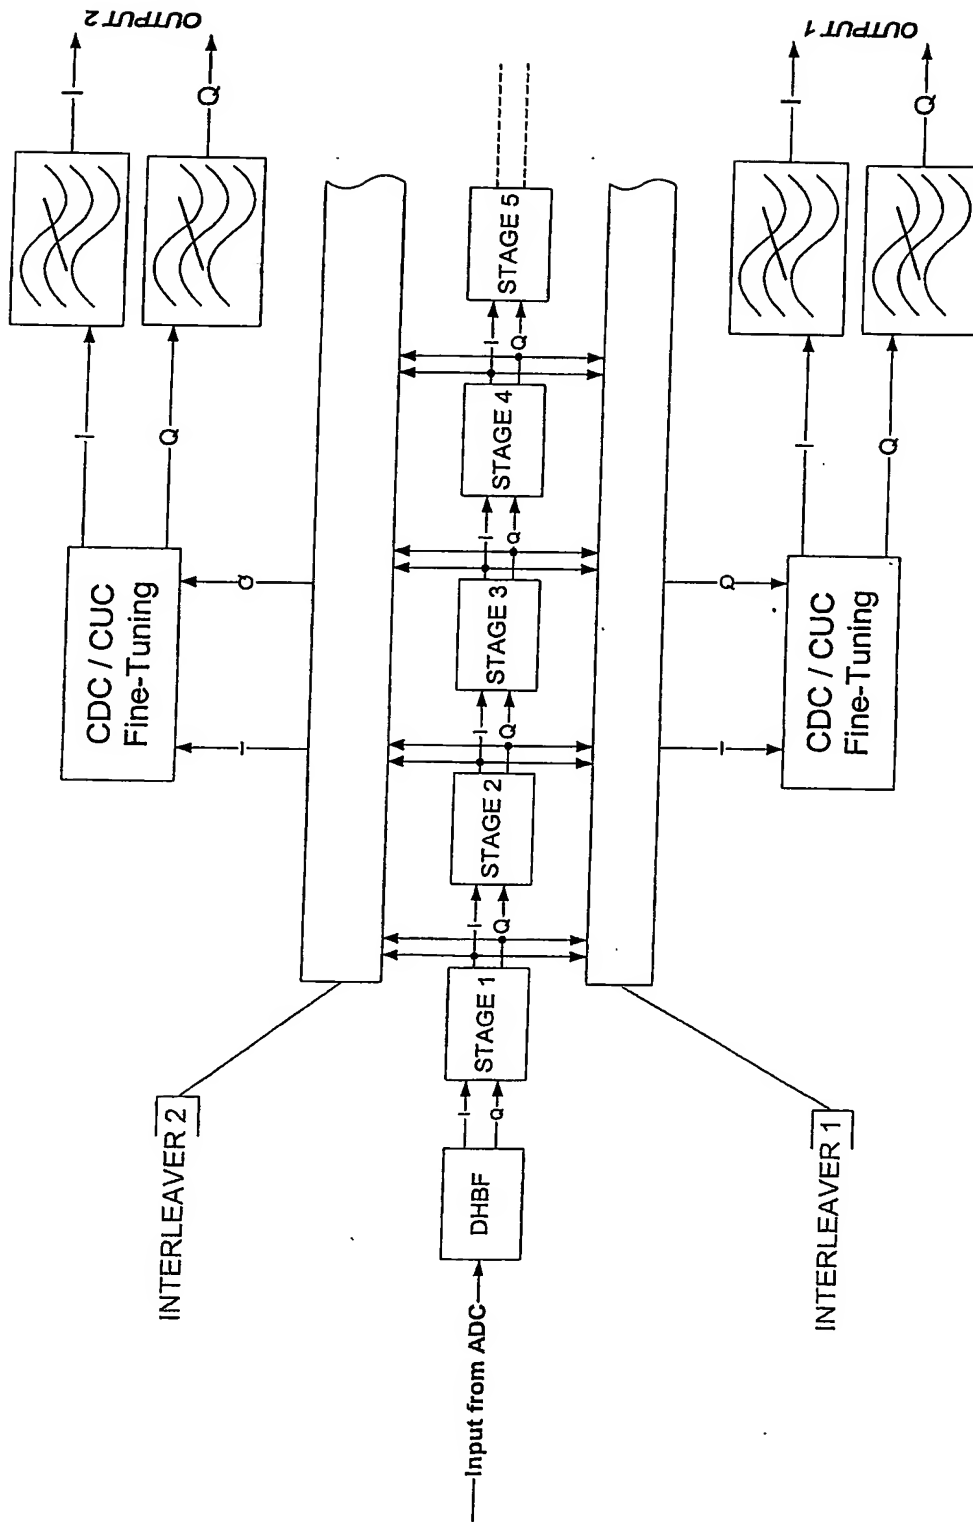 OUTPUT 2
I
Q
I
Q
CDC / CUC
Fine-Tuning
I
Q
INTERLEAVER 2
Input from ADC
DHBF
I
Q
STAGE 1
I
Q
STAGE 2
I
Q
STAGE 3
I
Q
STAGE 4
I
Q
STAGE 5
INTERLEAVER 1
I
Q
CDC / CUC
Fine-Tuning
I
Q
I
Q
OUTPUT 1